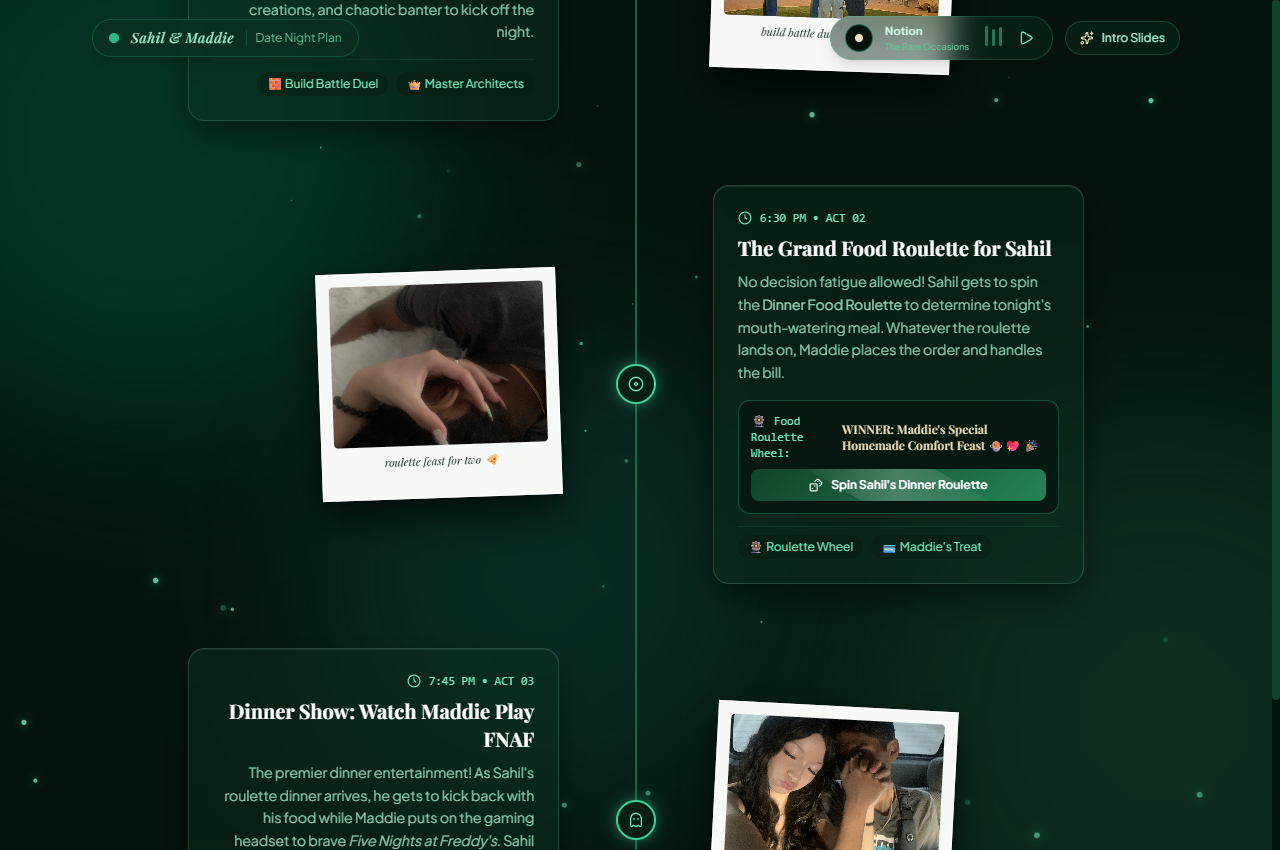 creations, and chaotic banter to kick off the
night.
Sahil & Maddie
Date Night Plan
build battle du
Notion
The Rare Occasions
Intro Slides
Build Battle Duel
Master Architects
6:30 PM • ACT 02
The Grand Food Roulette for Sahil
No decision fatigue allowed! Sahil gets to spin
the Dinner Food Roulette to determine tonight's
mouth-watering meal. Whatever the roulette
lands on, Maddie places the order and handles
the bill.
Food
Roulette
Wheel:
WINNER: Maddie's Special
Homemade Comfort Feast
Spin Sahil's Dinner Roulette
Roulette Wheel
Maddie's Treat
roulette feast for two
7:45 PM • ACT 03
Dinner Show: Watch Maddie Play
FNAF
The premier dinner entertainment! As Sahil's
roulette dinner arrives, he gets to kick back with
his food while Maddie puts on the gaming
headset to brave Five Nights at Freddy's. Sahil